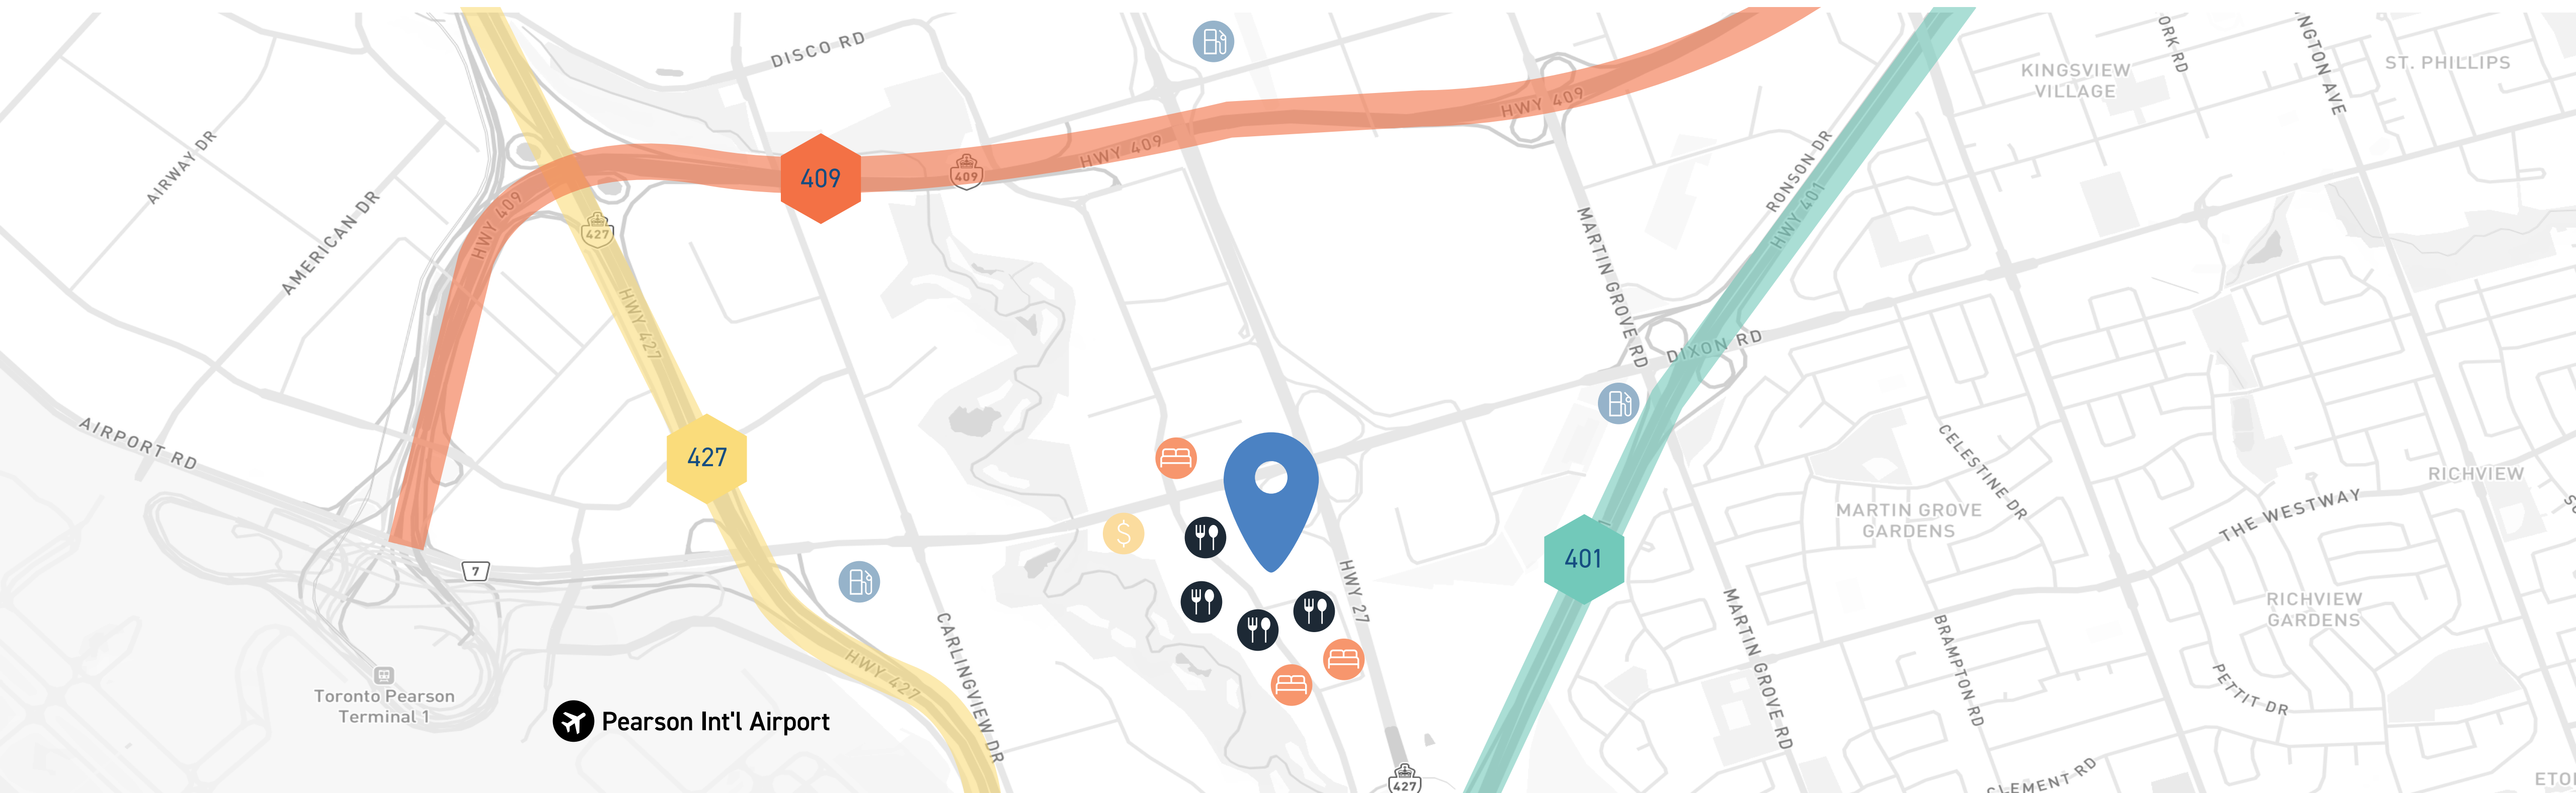 DISCO RD
KINGSVIEW
VILLAGE
ST. PHILLIPS
HWY 409
AIRWAY DR
HWY 409
RONSON DR
409
409
AMERICAN DR
HWY 409
427
HWY 401
MARTIN GROVE RD
HWY 427
DIXON RD
AIRPORT RD
427
CELESTINE DR
RICHVIEW
MARTIN GROVE
GARDENS
THE WESTWAY
$
401
7
HWY 27
RICHVIEW
GARDENS
CARLINGVIEW DR
MARTIN GROVE RD
BRAMPTON RD
HWY 427
PETTIT DR
Toronto Pearson
Terminal 1
Pearson Int'l Airport
427
CLEMENT RD